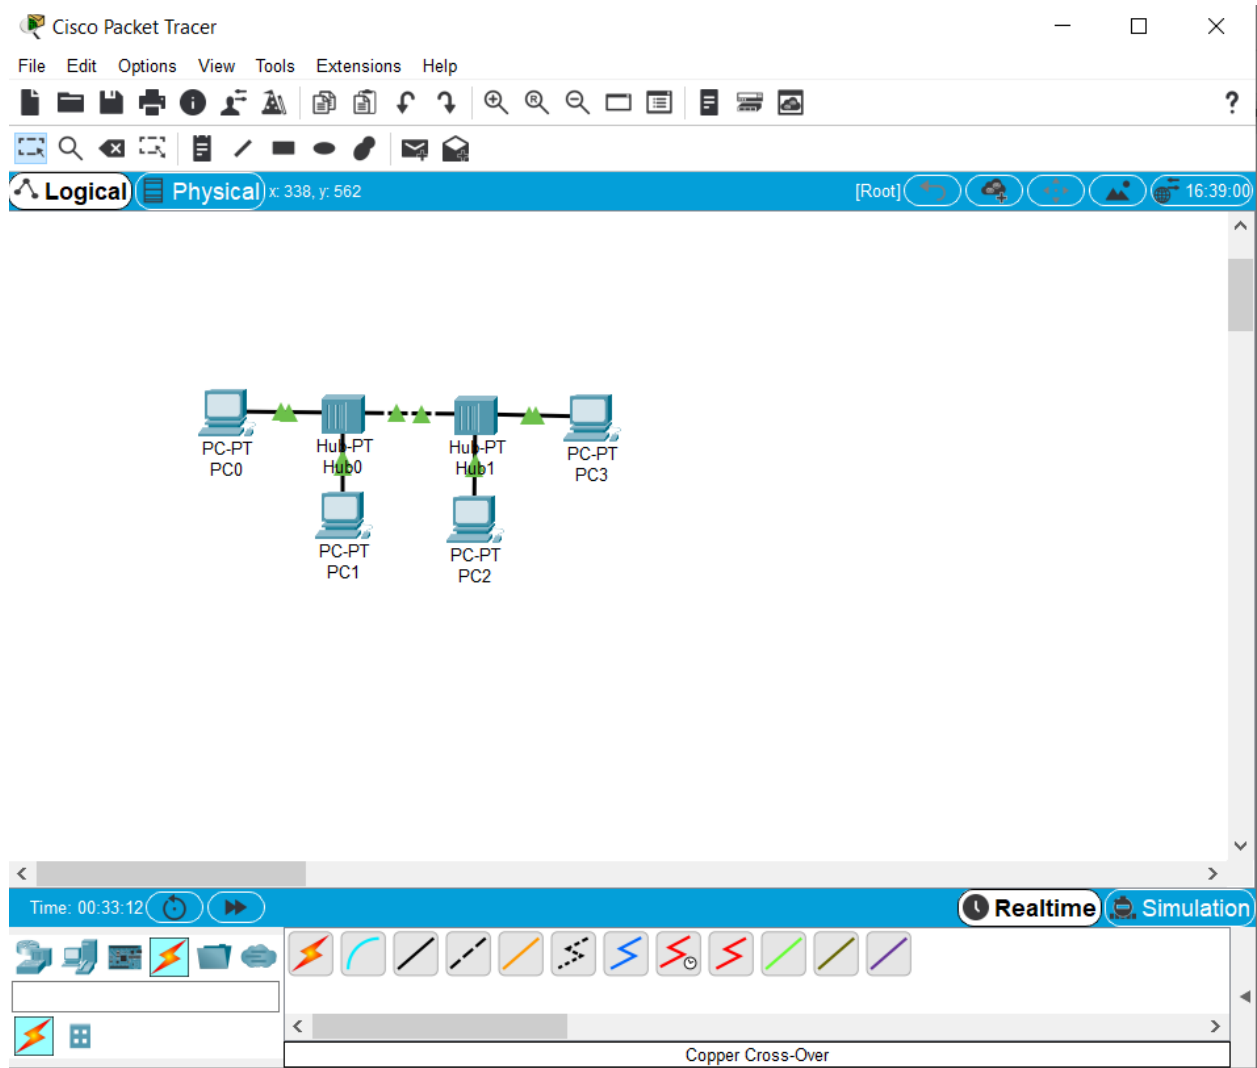 Cisco Packet Tracer
File Edit Options View Tools Extensions Help
Logical Physical x: 338, y: 562 [Root] 16:39:00
PC-PT
PC0
Hub-PT
Hub0
Hub-PT
Hub1
PC-PT
PC3
PC-PT
PC1
PC-PT
PC2
Time: 00:33:12 Realtime Simulation
Copper Cross-Over